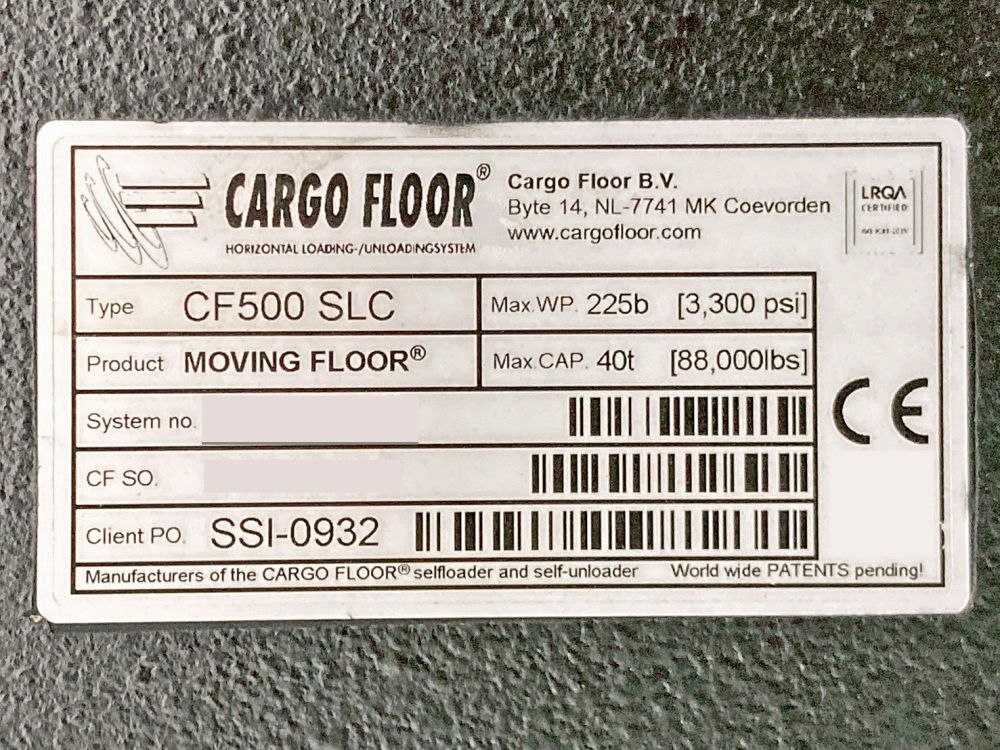 CARGO FLOOR®
HORIZONTAL LOADING-/UNLOADINGSYSTEM
Cargo Floor B.V.
Byte 14, NL-7741 MK Coevorden
www.cargofloor.com
LRQA
CERTIFIED
Type CF500 SLC
Max.WP. 225b [3,300 psi]
Product MOVING FLOOR®
Max.CAP. 40t [88,000lbs]
System no.
CF SO.
Client PO. SSI-0932
CE
Manufacturers of the CARGO FLOOR® selfloader and self-unloader World wide PATENTS pending!